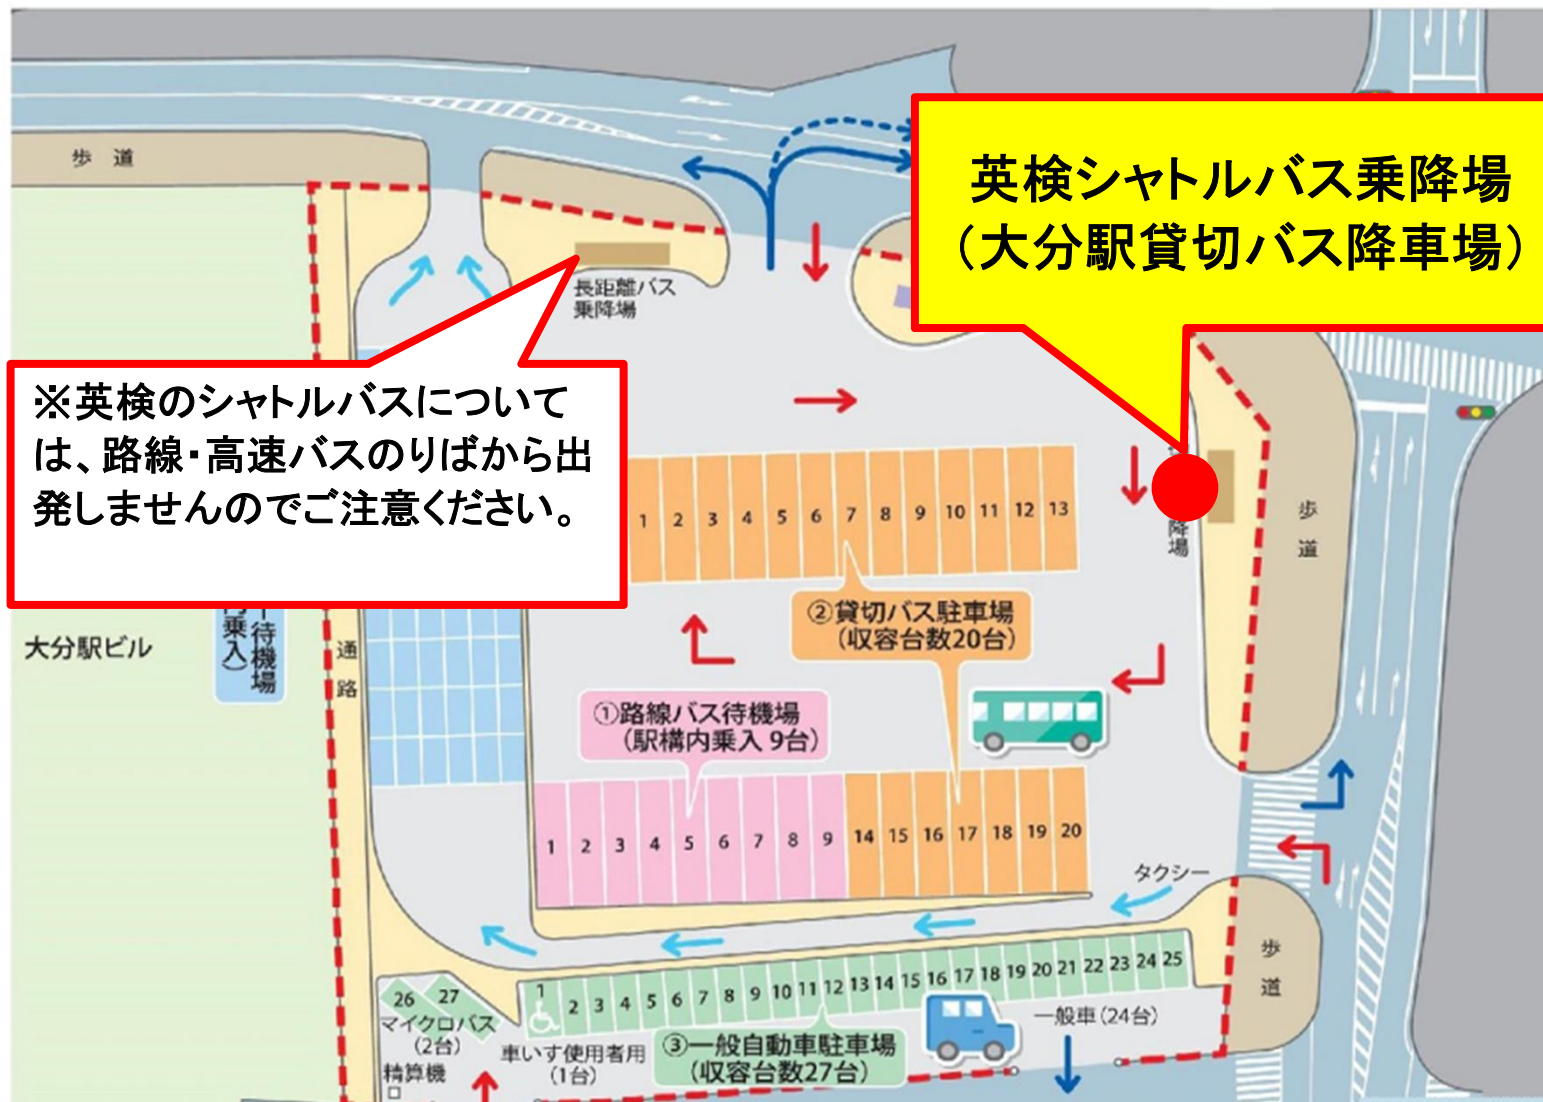 歩 道
英検シャトルバス乗降場
（大分駅貸切バス降車場）
長距離バス
乗降場
※英検のシャトルバスについて
は、路線・高速バスのりばから出
発しませんのでご注意ください。
1 2 3 4 5 6 7 8 9 10 11 12 13
降場
歩
道
②貸切バス駐車場
（収容台数20台）
大分駅ビル
待機場
乗入）
通
路
①路線バス待機場
（駅構内乗入 9台）
1 2 3 4 5 6 7 8 9 14 15 16 17 18 19 20
タクシー
歩
道
1 2 3 4 5 6 7 8 9 10 11 12 13 14 15 16 17 18 19 20 21 22 23 24 25
26 27
マイクロバス
（2台）
車いす使用者用
（1台）
③一般自動車駐車場
（収容台数27台）
一般車（24台）
精算機